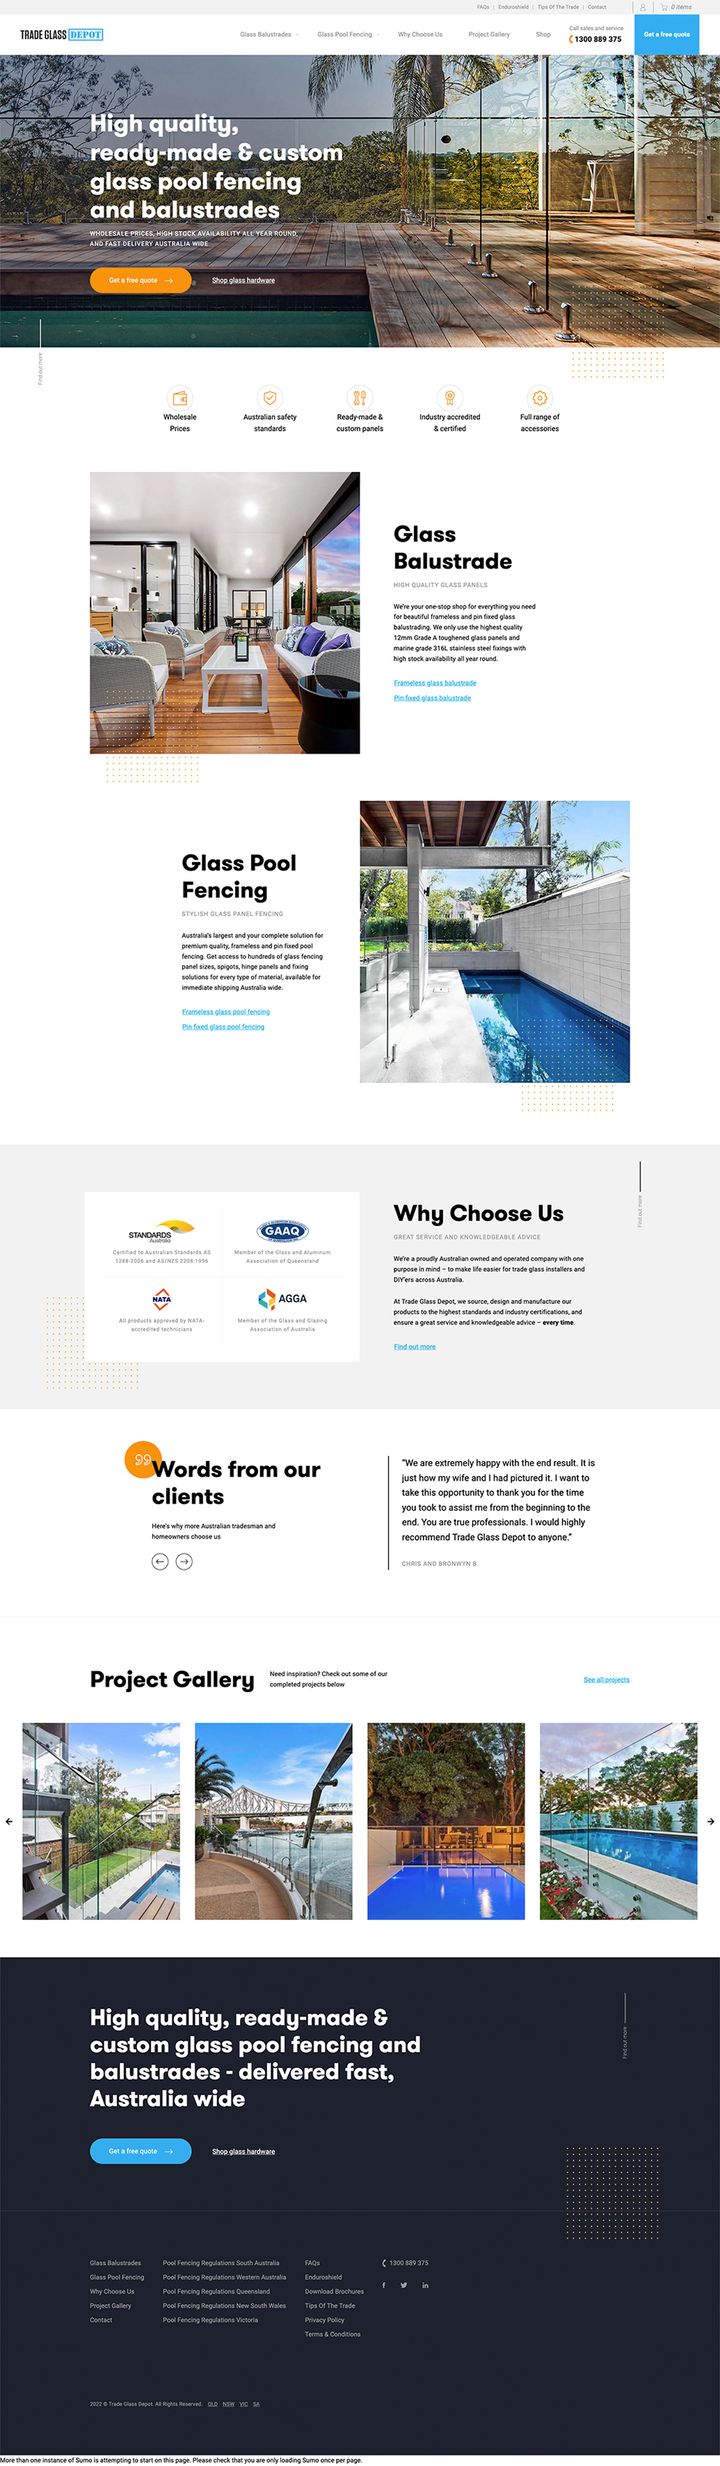 FAQs | Enduroshield | Tips Of The Trade | Contact
0 items
TRADE GLASS DEPOT
Glass Balustrades
Glass Pool Fencing
Why Choose Us
Project Gallery
Shop
Call sales and service
1300 889 375
Get a free quote
High quality,
ready-made & custom
glass pool fencing
and balustrades
WHOLESALE PRICES, HIGH STOCK AVAILABILITY ALL YEAR ROUND,
AND FAST DELIVERY AUSTRALIA WIDE
Get a free quote
Shop glass hardware
Find out more
Wholesale
Prices
Australian safety
standards
Ready-made &
custom panels
Industry accredited
& certified
Full range of
accessories
Glass
Balustrade
HIGH QUALITY GLASS PANELS
We're your one-stop shop for everything you need
for beautiful frameless and pin fixed glass
balustrading. We only use the highest quality
12mm Grade A toughened glass panels and
marine grade 316L stainless steel fixings with
high stock availability all year round.
Frameless glass balustrade
Pin fixed glass balustrade
Glass Pool
Fencing
STYLISH GLASS PANEL FENCING
Australia's largest and your complete solution for
premium quality, frameless and pin fixed pool
fencing. Get access to hundreds of glass fencing
panel sizes, spigots, hinge panels and fixing
solutions for every type of material, available for
immediate shipping Australia wide.
Frameless glass pool fencing
Pin fixed glass pool fencing
STANDARDS
Australia
Certified to Australian Standards AS
1288-2006 and AS/NZS 2208:1996
GAAQ
Member of the Glass and Aluminum
Association of Queensland
NATA
All products approved by NATA-
accredited technicians
AGGA
Member of the Glass and Glazing
Association of Australia
Why Choose Us
GREAT SERVICE AND KNOWLEDGEABLE ADVICE
We're a proudly Australian owned and operated company with one
purpose in mind – to make life easier for trade glass installers and
DIY'ers across Australia.
At Trade Glass Depot, we source, design and manufacture our
products to the highest standards and industry certifications, and
ensure a great service and knowledgeable advice – every time.
Find out more
Find out more
Words from our
clients
Here's why more Australian tradesman and
homeowners choose us
"We are extremely happy with the end result. It is
just how my wife and I had pictured it. I want to
take this opportunity to thank you for the time
you took to assist me from the beginning to the
end. You are true professionals. I would highly
recommend Trade Glass Depot to anyone."
CHRIS AND BRONWYN B
Project Gallery
Need inspiration? Check out some of our
completed projects below
See all projects
High quality, ready-made &
custom glass pool fencing and
balustrades - delivered fast,
Australia wide
Find out more
Get a free quote
Shop glass hardware
Glass Balustrades
Glass Pool Fencing
Why Choose Us
Project Gallery
Contact
Pool Fencing Regulations South Australia
Pool Fencing Regulations Western Australia
Pool Fencing Regulations Queensland
Pool Fencing Regulations New South Wales
Pool Fencing Regulations Victoria
FAQs
Enduroshield
Download Brochures
Tips Of The Trade
Privacy Policy
Terms & Conditions
1300 889 375
2022 © Trade Glass Depot. All Rights Reserved. QLD NSW VIC SA
More than one instance of Sumo is attempting to start on this page. Please check that you are only loading Sumo once per page.